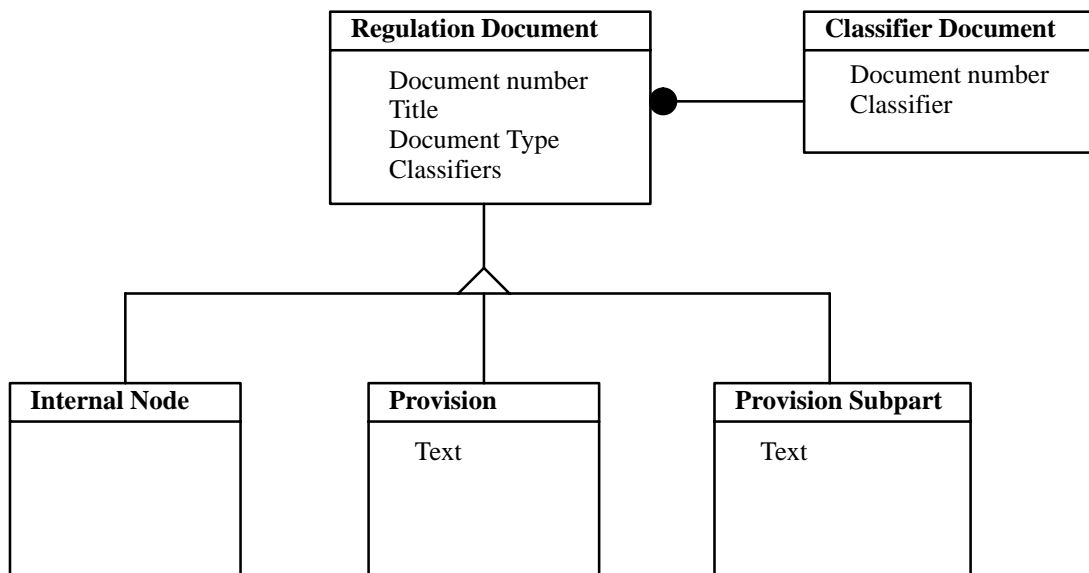 Regulation Document
Document number
Title
Document Type
Classifiers
Classifier Document
Document number
Classifier
Internal Node
Provision
Text
Provision Subpart
Text